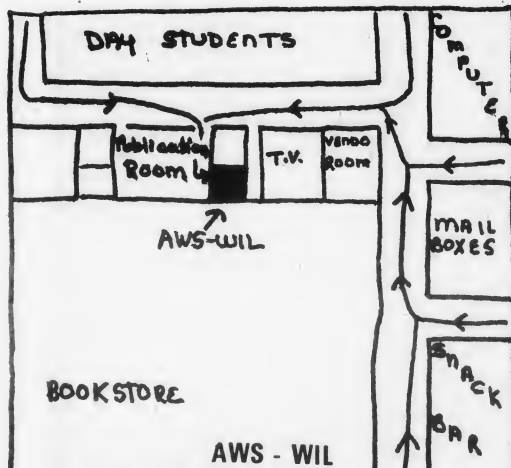 DAY STUDENTS
COMPUTER
Publication
Room
T.V.
VENDO
ROOM
AWS-WIL
MAIL
BOXES
SNACK
BAR
BOOKSTORE
AWS - WIL